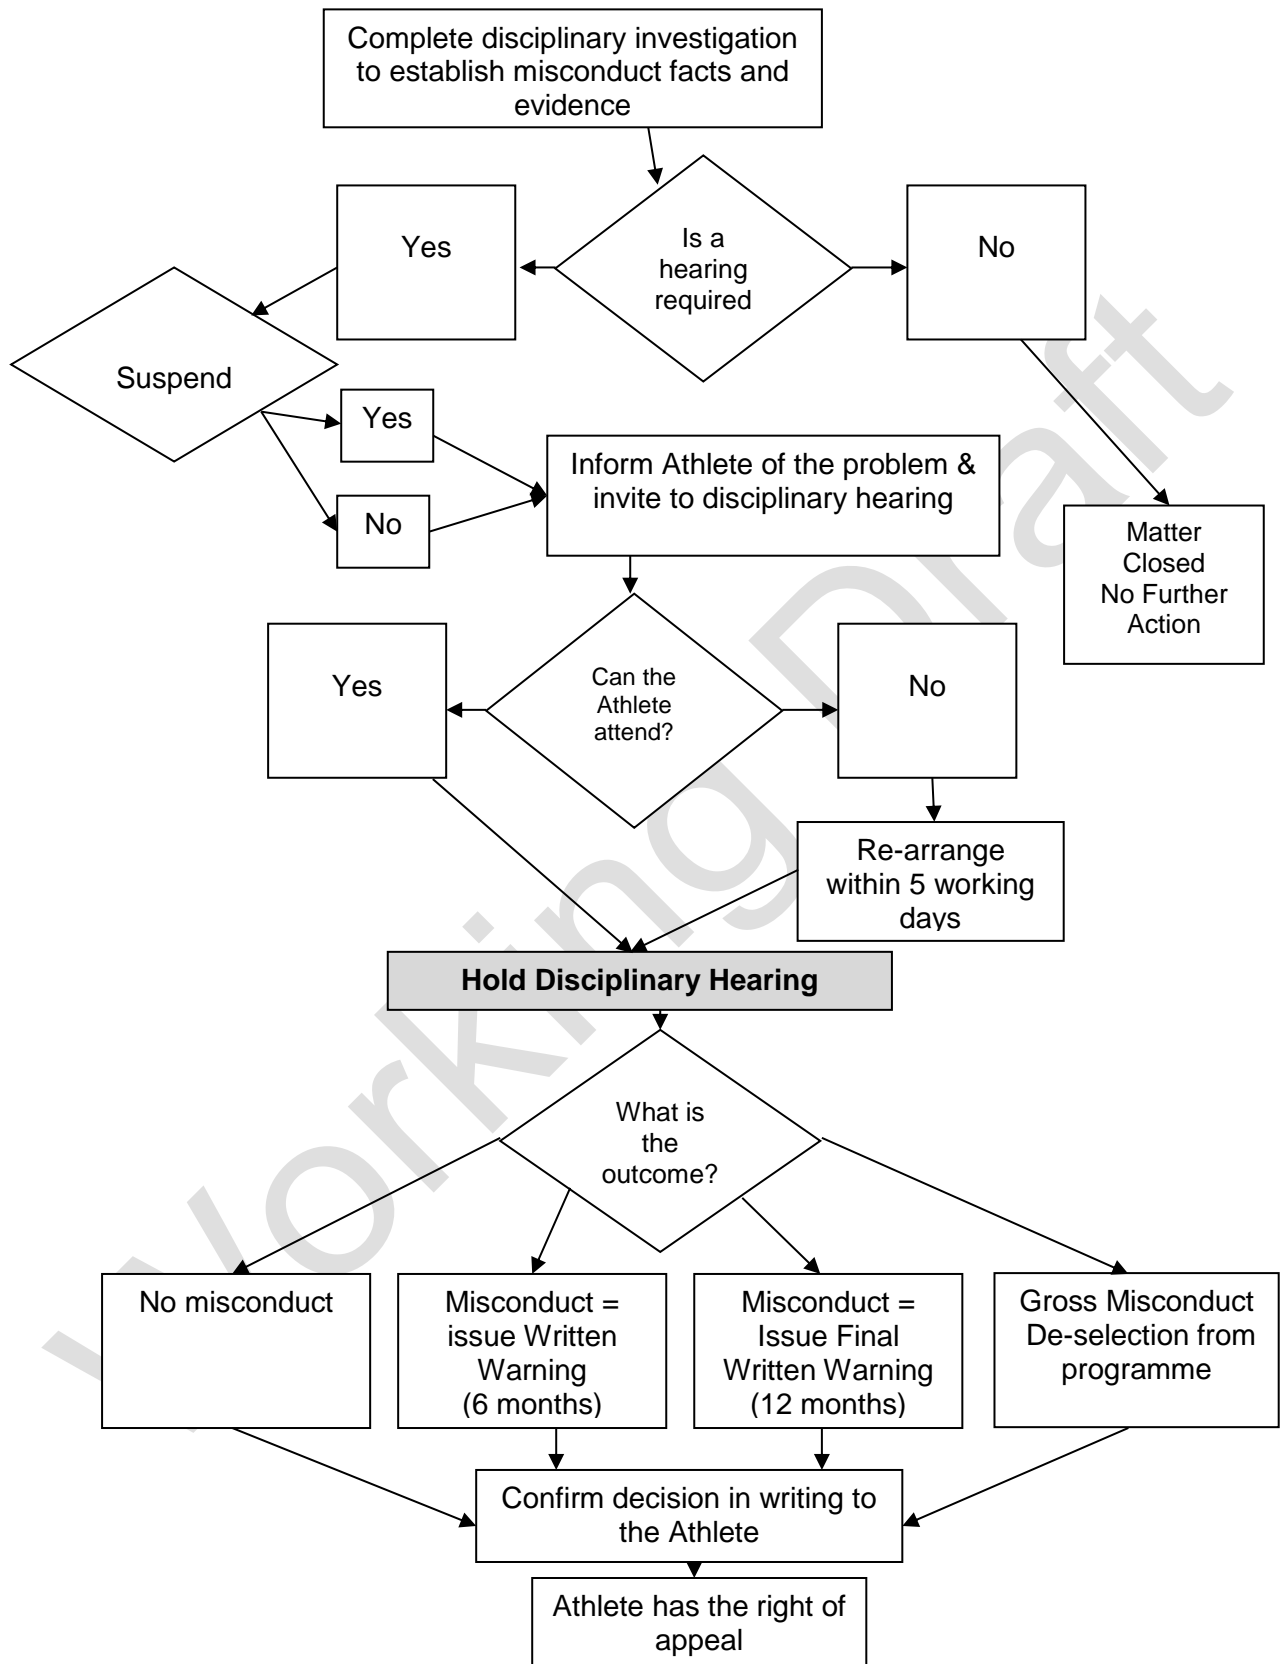 Complete disciplinary investigation
to establish misconduct facts and
evidence
Is a
hearing
required
Yes
No
Suspend
Yes
No
Inform Athlete of the problem &
invite to disciplinary hearing
Matter
Closed
No Further
Action
Can the
Athlete
attend?
Yes
No
Re-arrange
within 5 working
days
Hold Disciplinary Hearing
What is
the
outcome?
No misconduct
Misconduct =
issue Written
Warning
(6 months)
Misconduct =
Issue Final
Written Warning
(12 months)
Gross Misconduct
De-selection from
programme
Confirm decision in writing to
the Athlete
Athlete has the right of
appeal
Working Draft